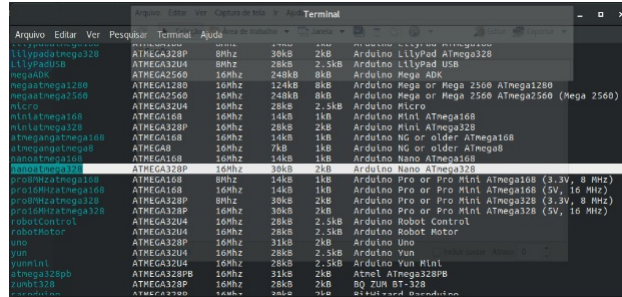 Arquivo Editar Ver Captura de tela Ajuda
Terminal
Arquivo Editar Ver Pesquisar Terminal Ajuda
lilypadatmega328 ATMEGA328P 8Mhz 30kB 2kB Arduino LilyPad ATmega328
LilyPadUSB ATMEGA32U4 8Mhz 28kB 2.5kB Arduino LilyPad USB
megaADK ATMEGA2560 16Mhz 248kB 8kB Arduino Mega ADK
megaatmega1280 ATMEGA1280 16Mhz 124kB 8kB Arduino Mega or Mega 2560 ATmega1280
megaatmega2560 ATMEGA2560 16Mhz 248kB 8kB Arduino Mega or Mega 2560 ATmega2560 (Mega 2560)
micro ATMEGA32U4 16Mhz 28kB 2.5kB Arduino Micro
miniatmega168 ATMEGA168 16Mhz 14kB 1kB Arduino Mini ATmega168
miniatmega328 ATMEGA328P 16Mhz 28kB 2kB Arduino Mini ATmega328
atmegangatmega168 ATMEGA168 16Mhz 14kB 1kB Arduino NG or older ATmega168
atmegangatmega8 ATMEGA8 16Mhz 7kB 1kB Arduino NG or older ATmega8
nanoatmega168 ATMEGA168 16Mhz 14kB 1kB Arduino Nano ATmega168
nanoatmega328 ATMEGA328P 16Mhz 30kB 2kB Arduino Nano ATmega328
pro8MHzatmega168 ATMEGA168 8Mhz 14kB 1kB Arduino Pro or Pro Mini ATmega168 (3.3V, 8 MHz)
pro16MHzatmega168 ATMEGA168 16Mhz 14kB 1kB Arduino Pro or Pro Mini ATmega168 (5V, 16 MHz)
pro8MHzatmega328 ATMEGA328P 8Mhz 30kB 2kB Arduino Pro or Pro Mini ATmega328 (3.3V, 8 MHz)
pro16MHzatmega328 ATMEGA328P 16Mhz 30kB 2kB Arduino Pro or Pro Mini ATmega328 (5V, 16 MHz)
robotControl ATMEGA32U4 16Mhz 28kB 2.5kB Arduino Robot Control
robotMotor ATMEGA32U4 16Mhz 28kB 2.5kB Arduino Robot Motor
uno ATMEGA328P 16Mhz 31kB 2kB Arduino Uno
yun ATMEGA32U4 16Mhz 28kB 2.5kB Arduino Yun
yunmini ATMEGA32U4 16Mhz 28kB 2.5kB Arduino Yun Mini
atmega328pb ATMEGA328PB 16Mhz 31kB 2kB Atmel ATmega328PB
zumbt328 ATMEGA328P 16Mhz 28kB 2kB BQ ZUM BT-328